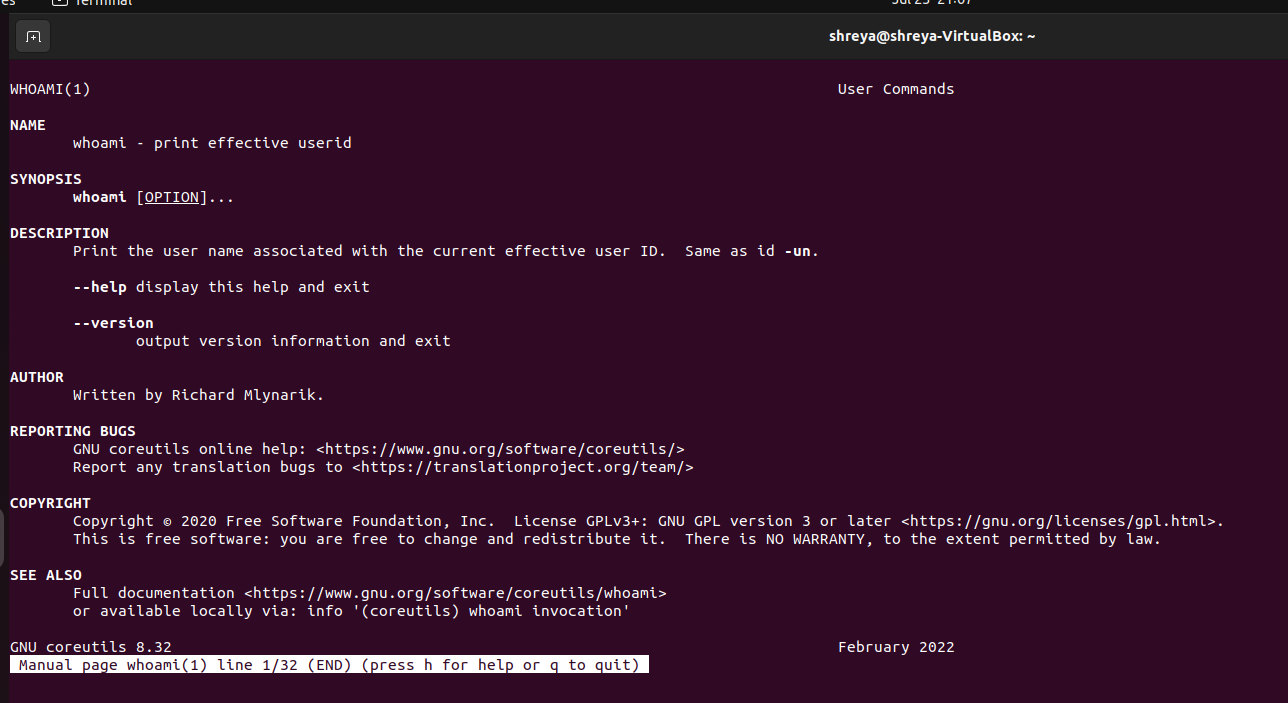 es Terminal Jul 25 21:07
shreya@shreya-VirtualBox: ~
WHOAMI(1) User Commands
NAME
whoami - print effective userid
SYNOPSIS
whoami [OPTION]...
DESCRIPTION
Print the user name associated with the current effective user ID.  Same as id -un.
--help display this help and exit
--version
output version information and exit
AUTHOR
Written by Richard Mlynarik.
REPORTING BUGS
GNU coreutils online help: <https://www.gnu.org/software/coreutils/>
Report any translation bugs to <https://translationproject.org/team/>
COPYRIGHT
Copyright © 2020 Free Software Foundation, Inc.  License GPLv3+: GNU GPL version 3 or later <https://gnu.org/licenses/gpl.html>.
This is free software: you are free to change and redistribute it.  There is NO WARRANTY, to the extent permitted by law.
SEE ALSO
Full documentation <https://www.gnu.org/software/coreutils/whoami>
or available locally via: info '(coreutils) whoami invocation'
GNU coreutils 8.32 February 2022
Manual page whoami(1) line 1/32 (END) (press h for help or q to quit)